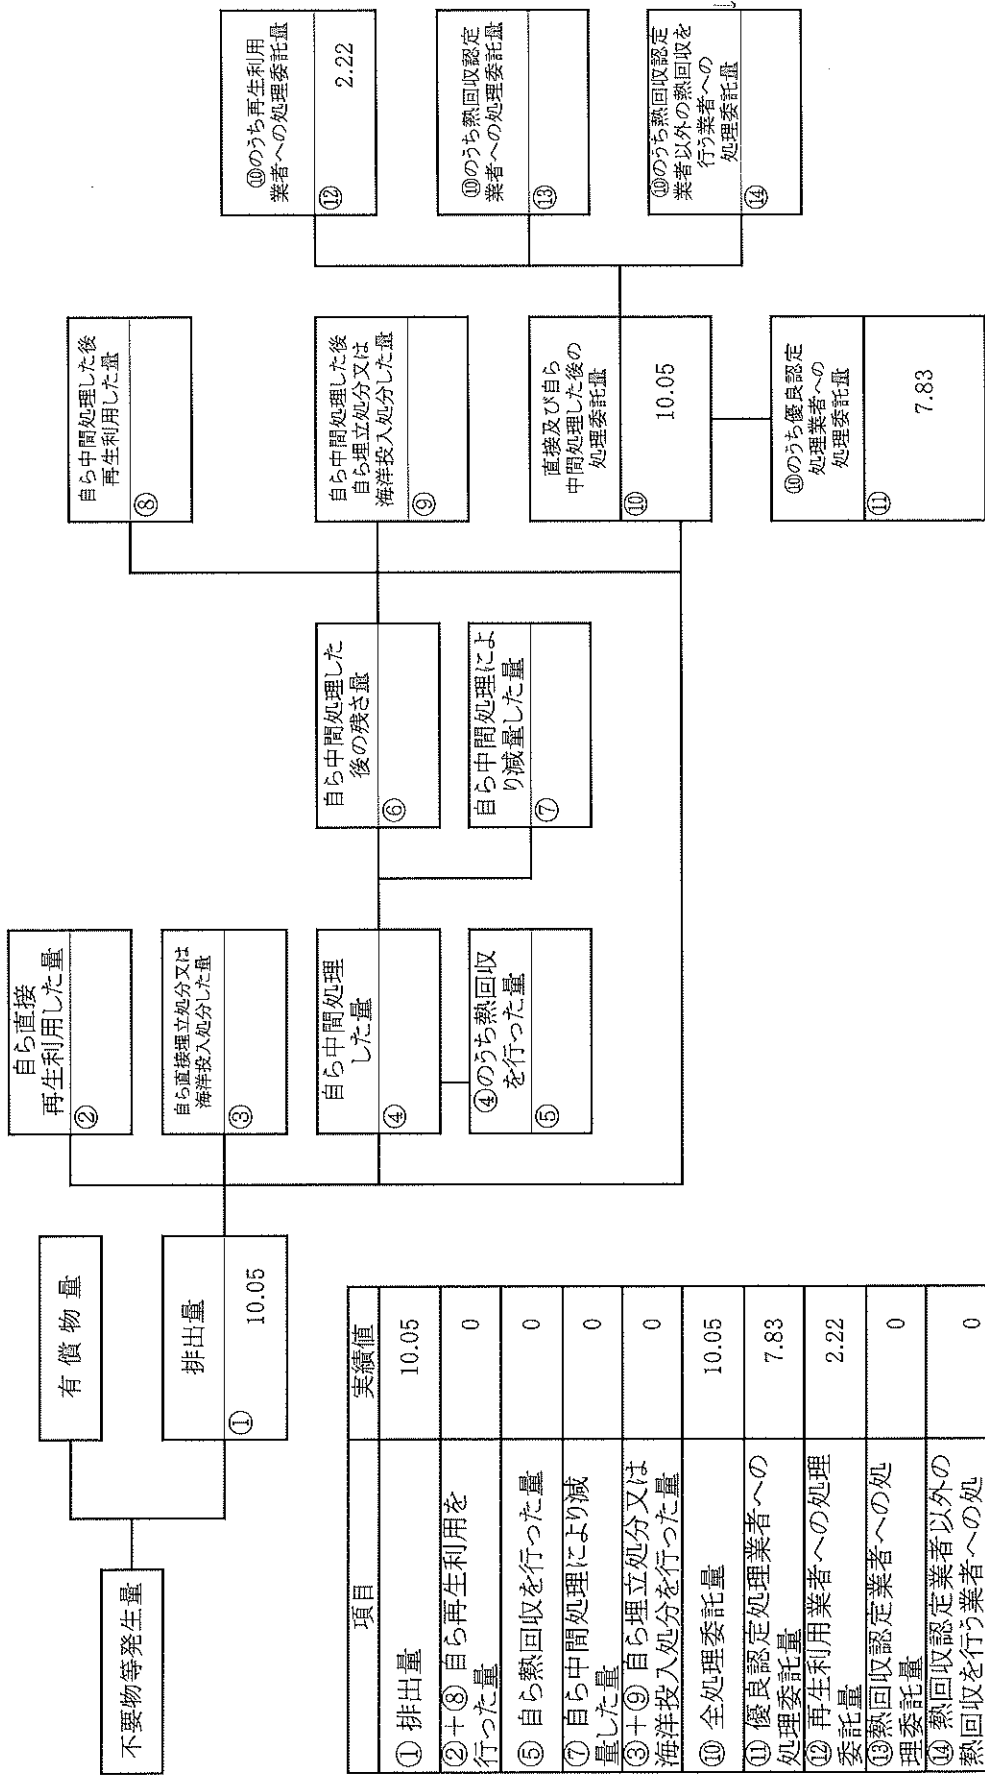 不要物等発生量
有償物量
排出量
①
10.05
自ら直接
再生利用した量
②
自ら直接埋立処分又は
海洋投入処分した量
③
自ら中間処理
した量
④
④のうち熱回収
を行った量
⑤
自ら中間処理した
後の残さ量
⑥
自ら中間処理によ
り減量した量
⑦
自ら中間処理した後
再生利用した量
⑧
自ら中間処理した後
自ら埋立処分又は
海洋投入処分した量
⑨
直接及び自ら
中間処理した後の
処理委託量
⑩
10.05
⑩のうち優良認定
処理業者への
処理委託量
⑪
7.83
⑩のうち再生利用
業者への処理委託量
⑫
2.22
⑩のうち熱回収認定
業者への処理委託量
⑬
⑩のうち熱回収認定
業者以外の熱回収を
行う業者への
処理委託量
⑭
項目 実績値
① 排出量 10.05
②+⑧ 自ら再生利用を
行った量 0
⑤ 自ら熱回収を行った量 0
⑦ 自ら中間処理により減
量した量 0
③+⑨ 自ら埋立処分又は
海洋投入処分を行った量 0
⑩ 全処理委託量 10.05
⑪ 優良認定処理業者への
処理委託量 7.83
⑫ 再生利用業者への処理
委託量 2.22
⑬熱回収認定業者への処
理委託量 0
⑭ 熱回収認定業者以外の
熱回収を行う業者への処 0